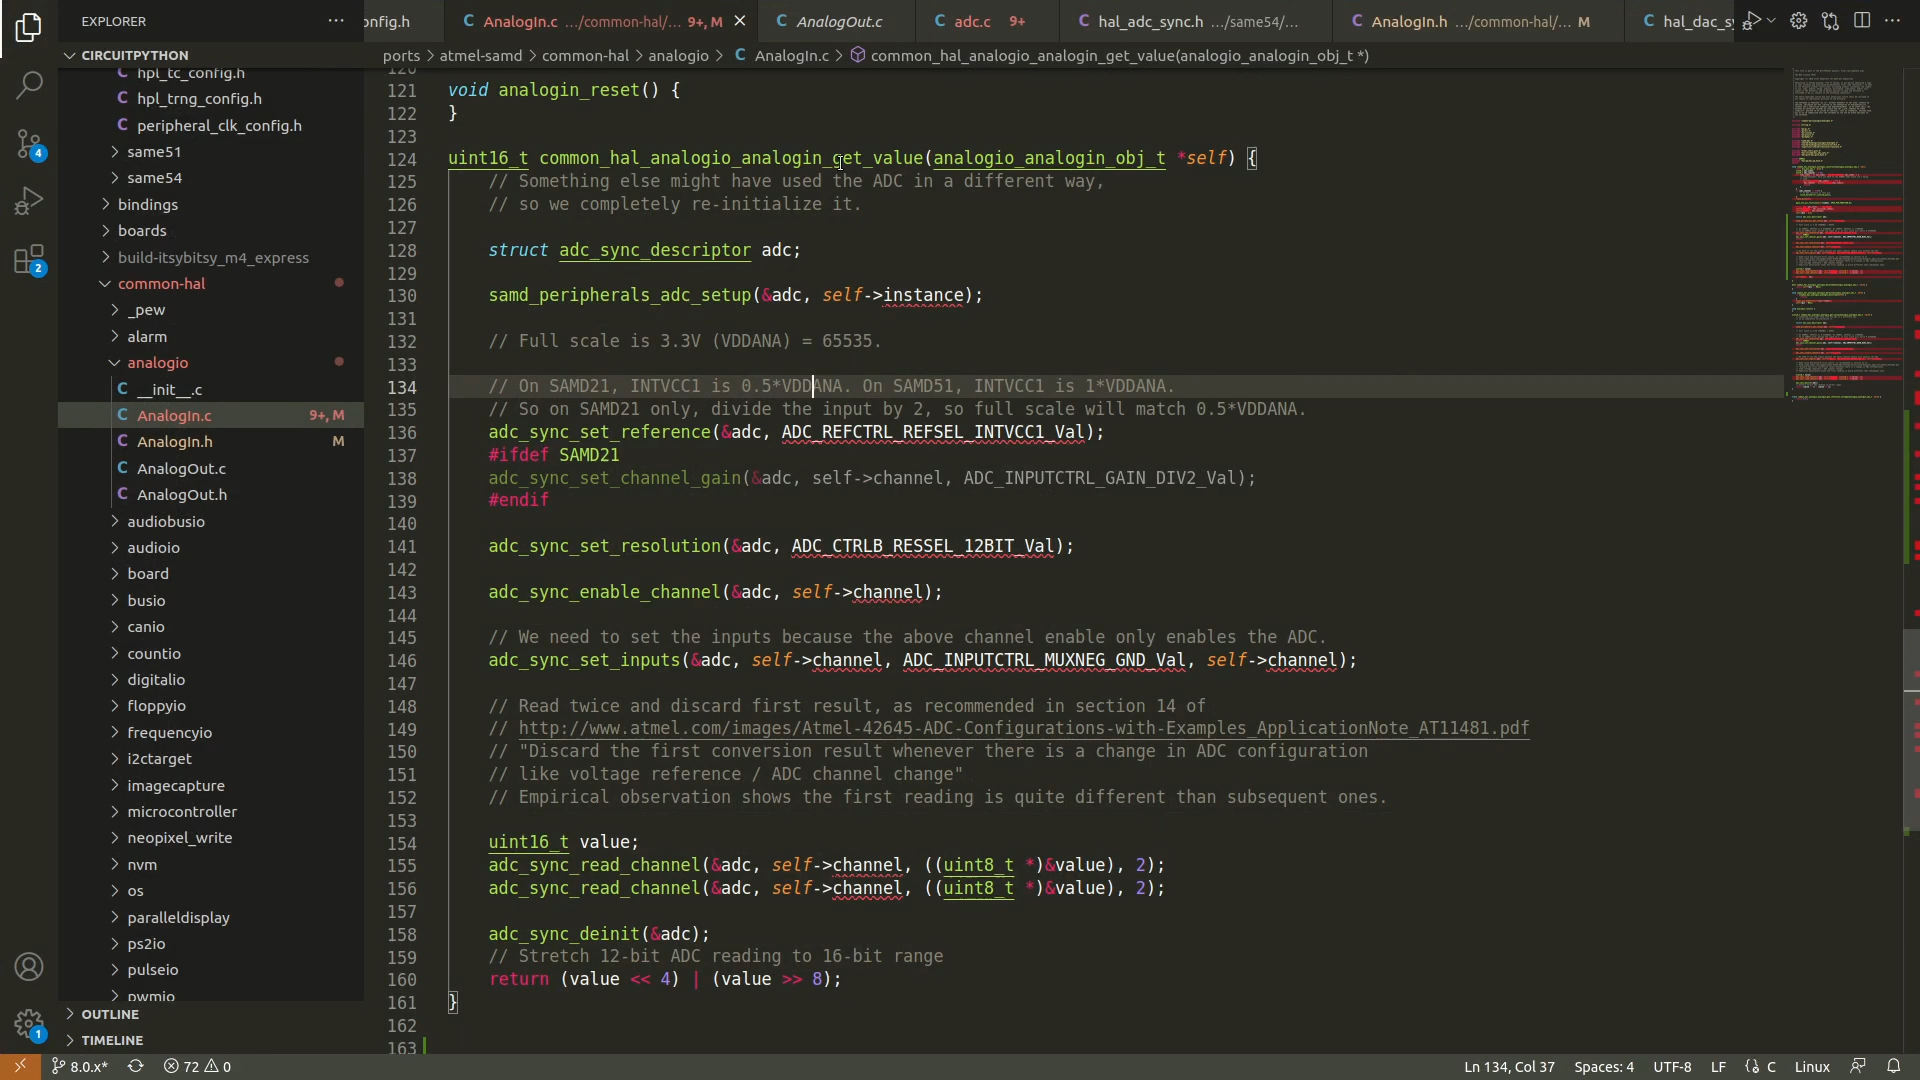 EXPLORER
onfig.h
C AnalogIn.c .../common-hal/... 9+, M
C AnalogOut.c
C adc.c 9+
C hal_adc_sync.h .../same54/...
C AnalogIn.h .../common-hal/... M
C hal_dac_sy
ports > atmel-samd > common-hal > analogio > C AnalogIn.c > common_hal_analogio_analogin_get_value(analogio_analogin_obj_t *)
CIRCUITPYTHON
C hpl_tc_config.h
C hpl_trng_config.h
C peripheral_clk_config.h
same51
same54
bindings
boards
build-itsybitsy_m4_express
common-hal
_pew
alarm
analogio
C __init__.c
C AnalogIn.c 9+, M
C AnalogIn.h M
C AnalogOut.c
C AnalogOut.h
audiobusio
audioio
board
busio
canio
countio
digitalio
floppyio
frequencyio
i2ctarget
imagecapture
microcontroller
neopixel_write
nvm
os
paralleldisplay
ps2io
pulseio
pwmio
OUTLINE
TIMELINE
4
2
1
120
121 void analogin_reset() {
122 }
123
124 uint16_t common_hal_analogio_analogin_get_value(analogio_analogin_obj_t *self) {
125 // Something else might have used the ADC in a different way,
126 // so we completely re-initialize it.
127
128 struct adc_sync_descriptor adc;
129
130 samd_peripherals_adc_setup(&adc, self->instance);
131
132 // Full scale is 3.3V (VDDANA) = 65535.
133
134 // On SAMD21, INTVCC1 is 0.5*VDDANA. On SAMD51, INTVCC1 is 1*VDDANA.
135 // So on SAMD21 only, divide the input by 2, so full scale will match 0.5*VDDANA.
136 adc_sync_set_reference(&adc, ADC_REFCTRL_REFSEL_INTVCC1_Val);
137 #ifdef SAMD21
138 adc_sync_set_channel_gain(&adc, self->channel, ADC_INPUTCTRL_GAIN_DIV2_Val);
139 #endif
140
141 adc_sync_set_resolution(&adc, ADC_CTRLB_RESSEL_12BIT_Val);
142
143 adc_sync_enable_channel(&adc, self->channel);
144
145 // We need to set the inputs because the above channel enable only enables the ADC.
146 adc_sync_set_inputs(&adc, self->channel, ADC_INPUTCTRL_MUXNEG_GND_Val, self->channel);
147
148 // Read twice and discard first result, as recommended in section 14 of
149 // http://www.atmel.com/images/Atmel-42645-ADC-Configurations-with-Examples_ApplicationNote_AT11481.pdf
150 // "Discard the first conversion result whenever there is a change in ADC configuration
151 // like voltage reference / ADC channel change"
152 // Empirical observation shows the first reading is quite different than subsequent ones.
153
154 uint16_t value;
155 adc_sync_read_channel(&adc, self->channel, ((uint8_t *)&value), 2);
156 adc_sync_read_channel(&adc, self->channel, ((uint8_t *)&value), 2);
157
158 adc_sync_deinit(&adc);
159 // Stretch 12-bit ADC reading to 16-bit range
160 return (value << 4) | (value >> 8);
161 }
162
163
8.0.x* 72 0 Ln 134, Col 37 Spaces: 4 UTF-8 LF {} C Linux